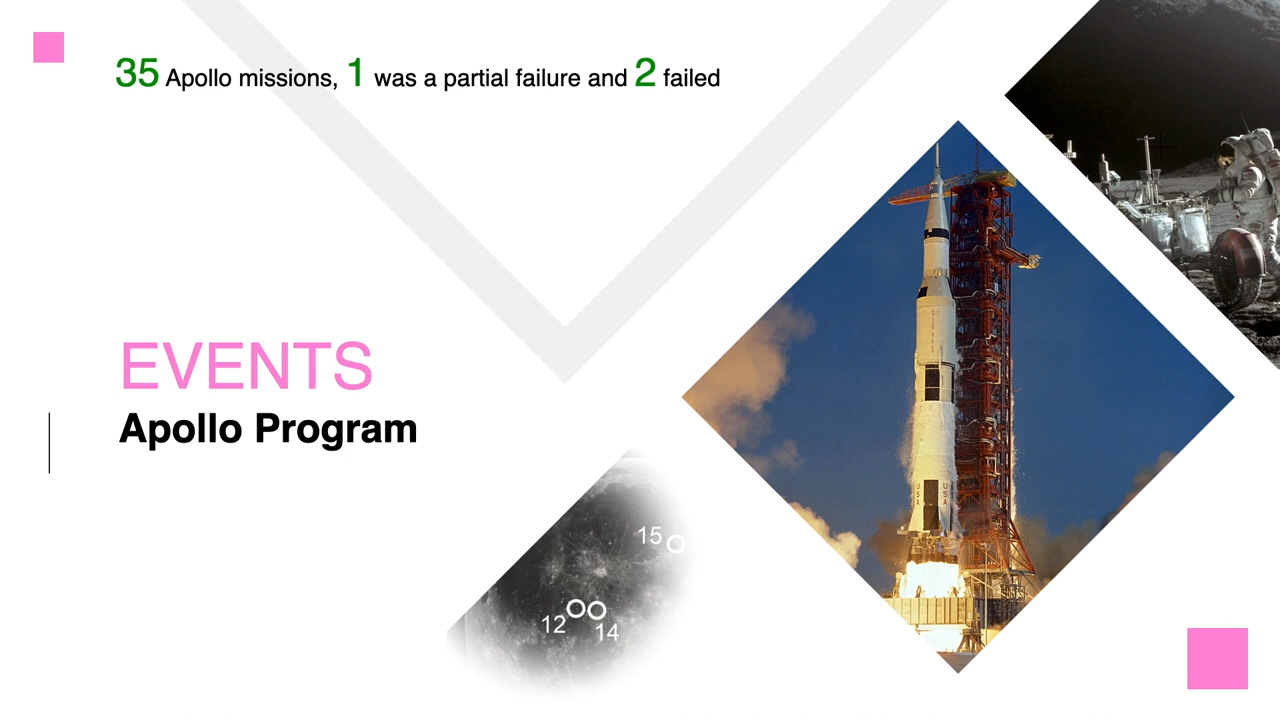 35 Apollo missions, 1 was a partial failure and 2 failed
EVENTS
Apollo Program
15
12
14
USA
USA